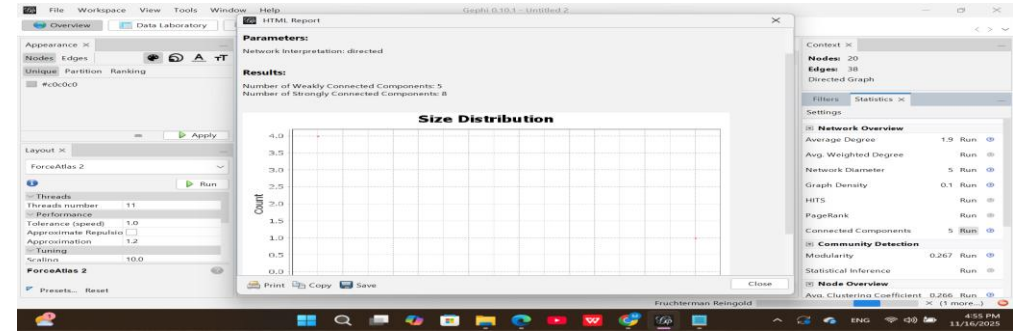 File Workspace View Tools Window Help Gephi 0.10.1 - Untitled 2
Overview Data Laboratory
HTML Report
Appearance
Nodes Edges
Unique Partition Ranking
#c0c0c0
Apply
Layout
ForceAtlas 2
Run
Threads
Threads number 11
Performance
Tolerance (speed) 1.0
Approximate Repulsio
Approximation 1.2
Tuning
Scaling 10.0
ForceAtlas 2
Presets... Reset
Parameters:
Network Interpretation: directed
Results:
Number of Weakly Connected Components: 5
Number of Strongly Connected Components: 8
Size Distribution
Count
4.0
3.5
3.0
2.5
2.0
1.5
1.0
0.5
0.0
Print Copy Save Close
Fruchterman Reingold
Context
Nodes: 20
Edges: 38
Directed Graph
Filters Statistics
Settings
Network Overview
Average Degree 1.9 Run
Avg. Weighted Degree Run
Network Diameter 5 Run
Graph Density 0.1 Run
HITS Run
PageRank Run
Connected Components 5 Run
Community Detection
Modularity 0.267 Run
Statistical Inference Run
Node Overview
Avg. Clustering Coefficient 0.266 Run
(1 more...)
ENG
4:55 PM
11/16/2025